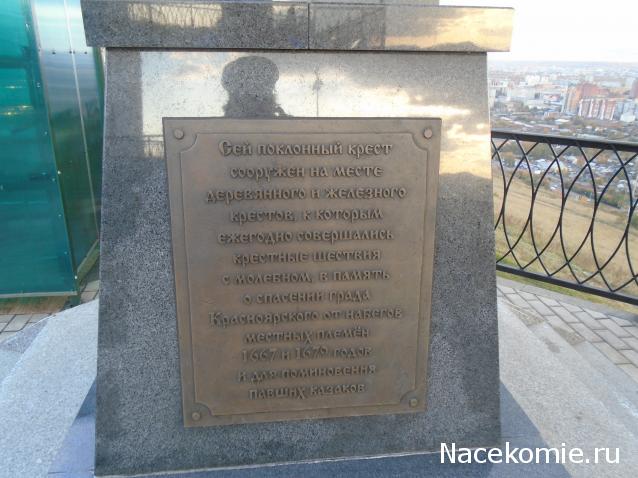 Сей поклонный крест
сооружен на месте
деревянного и железного
крестов, к которым
ежегодно совершались
крестные шествия
с молебном, в память
о спасении града
Красноярского от набегов
местных племён
1667 и 1679 годов
и для поминовения
павших казаков
Nacekomie.ru